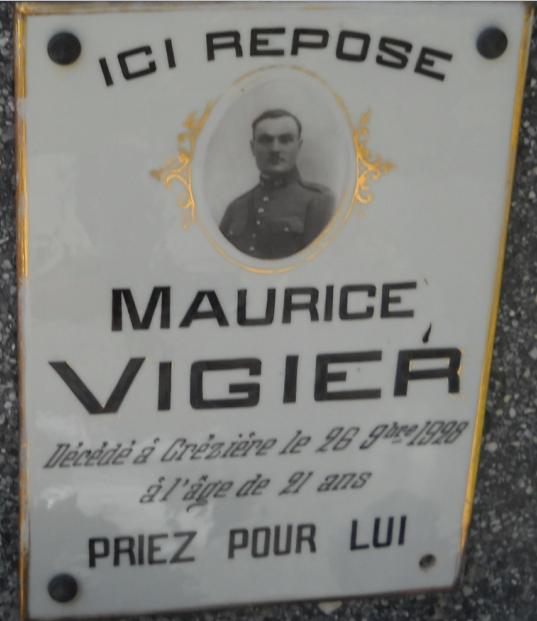 ICI REPOSE
MAURICE
VIGIER
Décédé à Crézière le 26 9bre 1928
à l'âge de 21 ans
PRIEZ POUR LUI